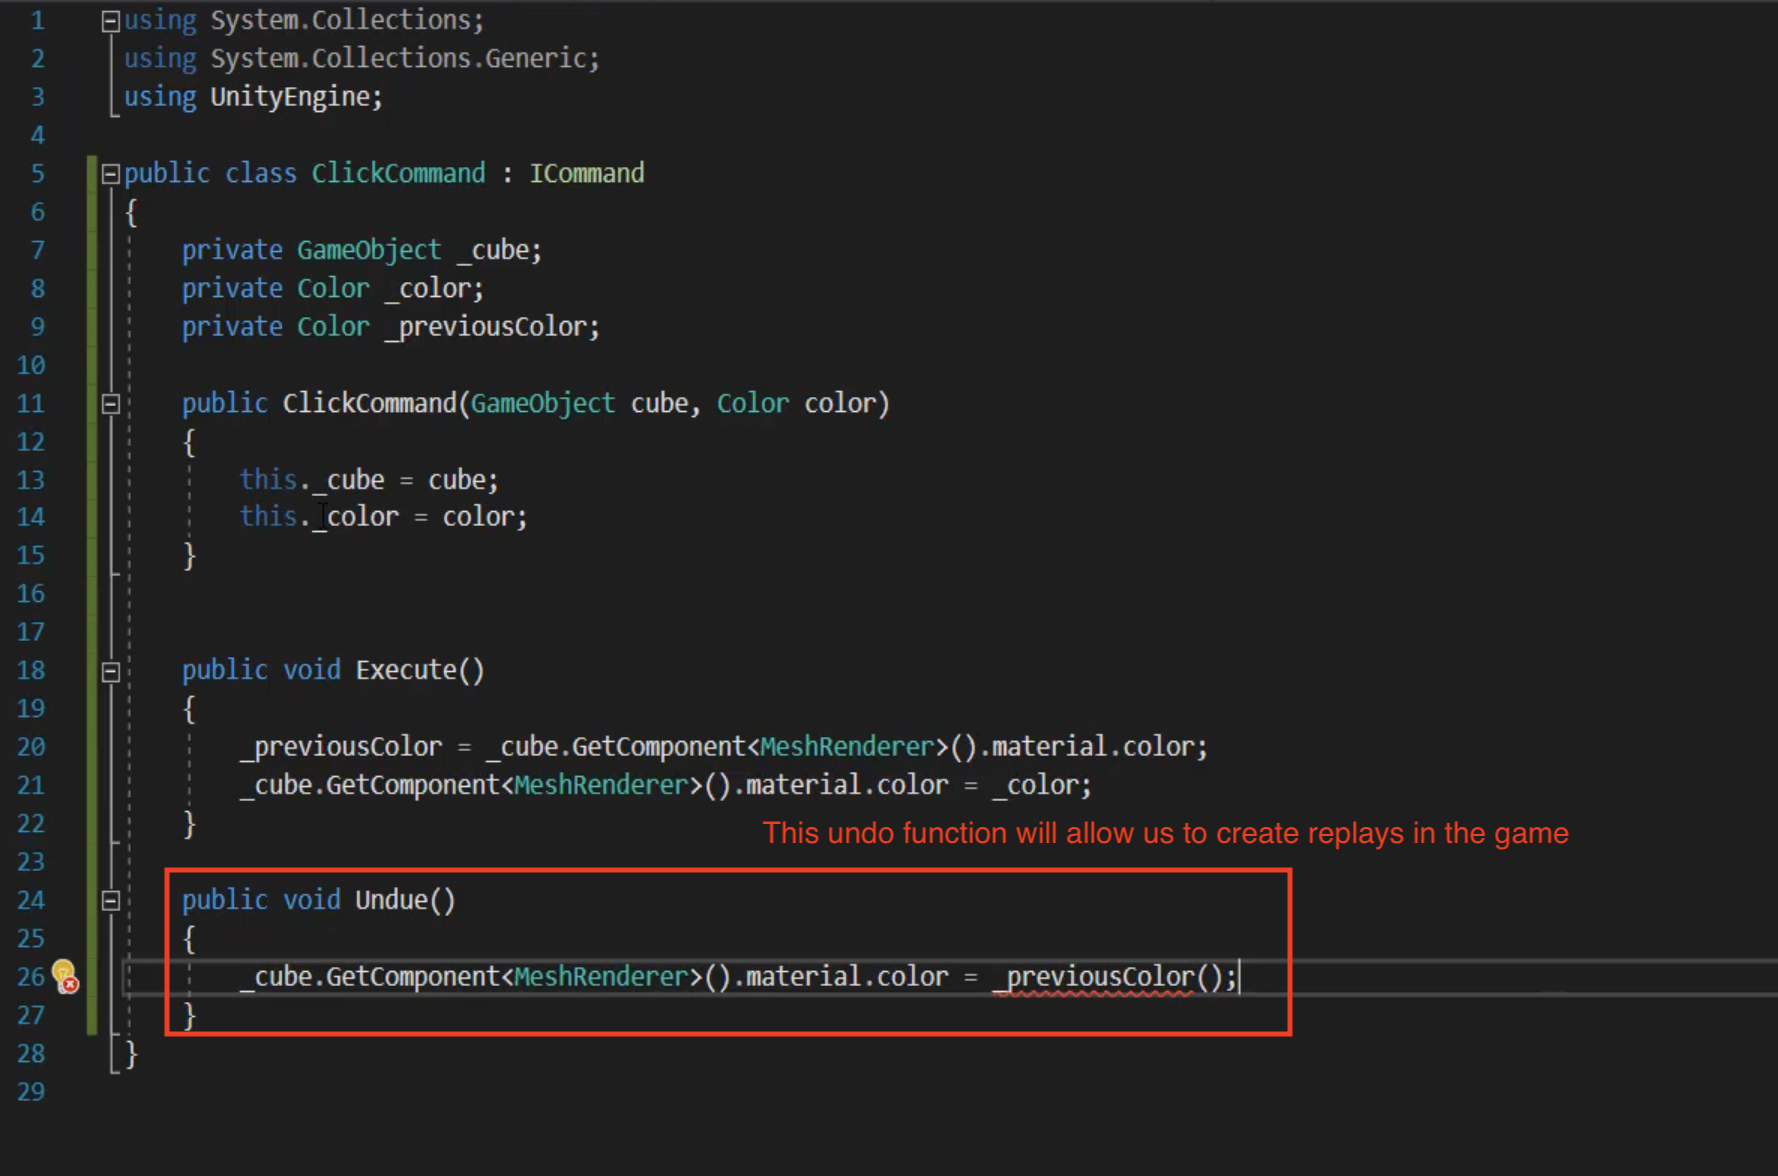 1 using System.Collections;
2 using System.Collections.Generic;
3 using UnityEngine;
4
5 public class ClickCommand : ICommand
6 {
7 private GameObject _cube;
8 private Color _color;
9 private Color _previousColor;
10
11 public ClickCommand(GameObject cube, Color color)
12 {
13 this._cube = cube;
14 this._color = color;
15 }
16
17
18 public void Execute()
19 {
20 _previousColor = _cube.GetComponent<MeshRenderer>().material.color;
21 _cube.GetComponent<MeshRenderer>().material.color = _color;
22 }
This undo function will allow us to create replays in the game
23
24 public void Undue()
25 {
26 _cube.GetComponent<MeshRenderer>().material.color = _previousColor();
27 }
28 }
29